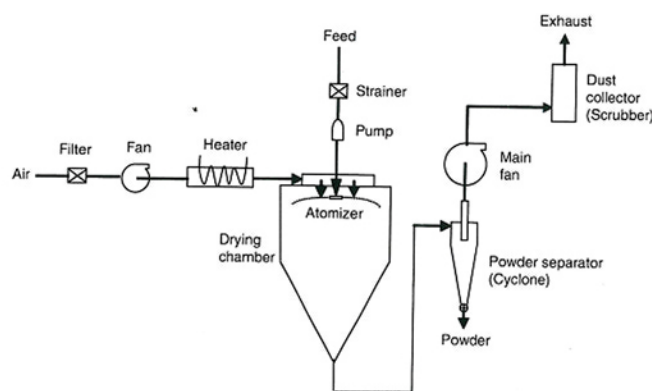 Exhaust
Feed
Dust
collector
(Scrubber)
Strainer
Pump
Filter
Fan
Heater
Main
fan
Air
Atomizer
Drying
chamber
Powder separator
(Cyclone)
Powder